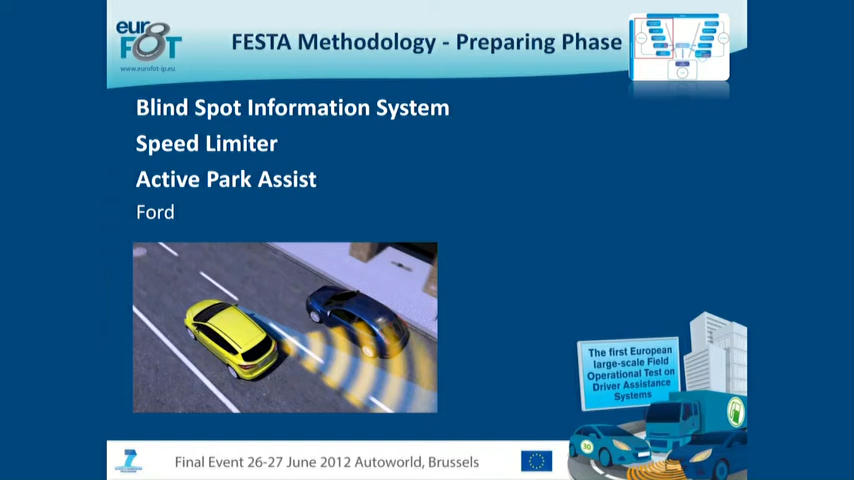 euroFOT
www.eurofot-ip.eu
FESTA Methodology - Preparing Phase
Blind Spot Information System
Speed Limiter
Active Park Assist
Ford
The first European
large-scale Field
Operational Test on
Driver Assistance
Systems
30
Final Event 26-27 June 2012 Autoworld, Brussels